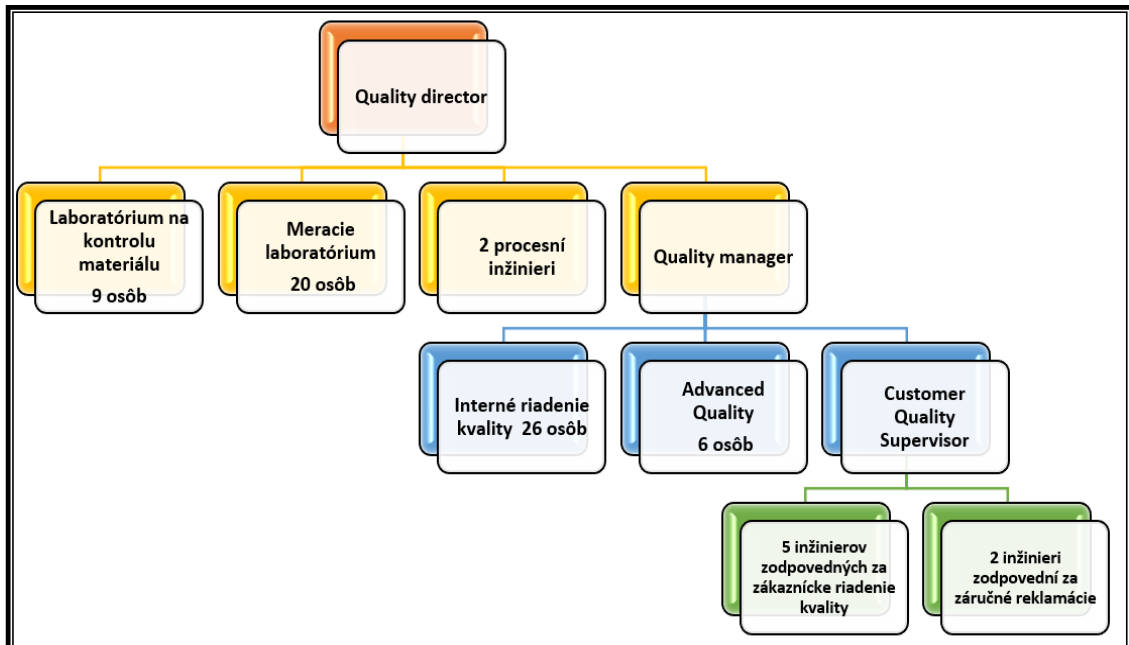 Quality director
Laboratórium na
kontrolu
materiálu
9 osôb
Meracie
laboratórium
20 osôb
2 procesní
inžinieri
Quality manager
Interné riadenie
kvality 26 osôb
Advanced
Quality
6 osôb
Customer
Quality
Supervisor
5 inžinierov
zodpovedných za
zákaznícke riadenie
kvality
2 inžinieri
zodpovední za
záručné reklamácie